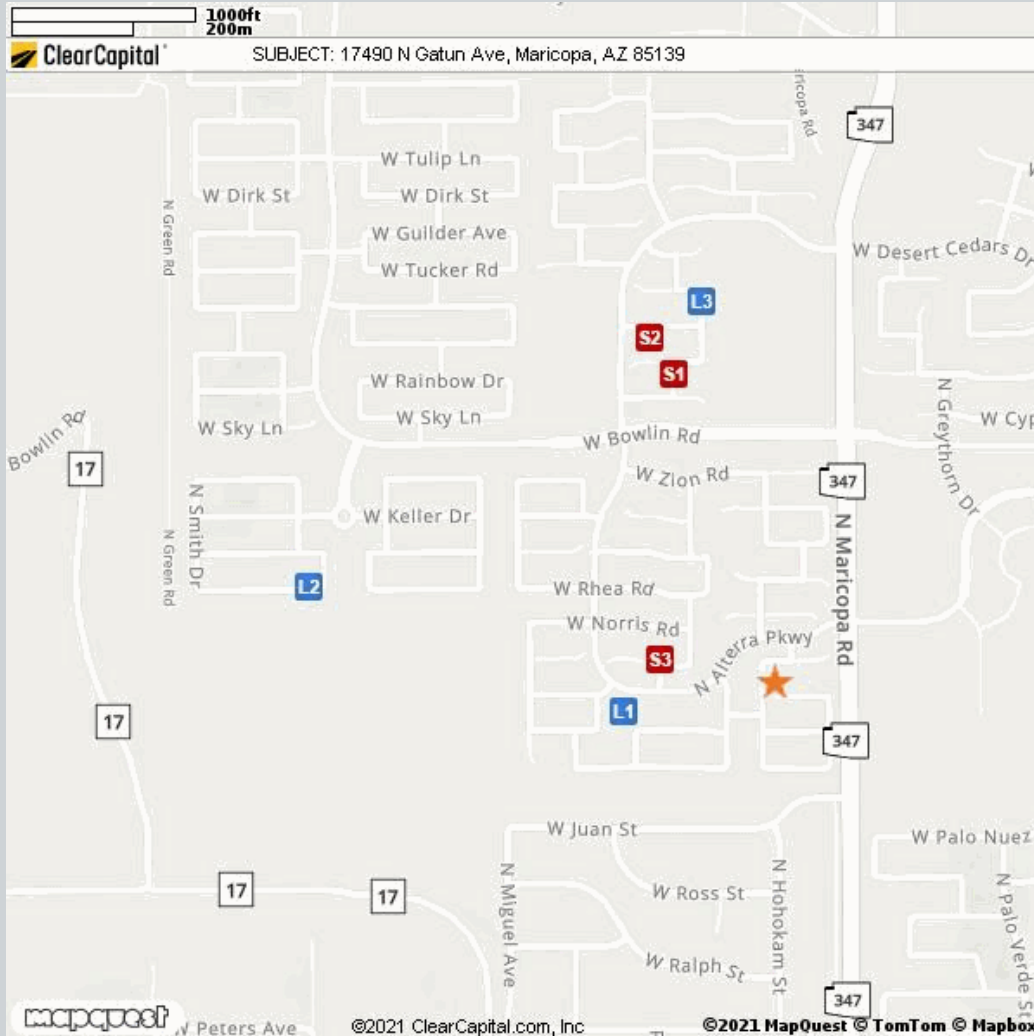 1000ft
200m
ClearCapital
SUBJECT: 17490 N Gatun Ave, Maricopa, AZ 85139
347
W Tulip Ln
W Dirk St
W Dirk St
N Green Rd
W Guilder Ave
W Tucker Rd
W Desert Cedars Dr
L3
S2
S1
W Rainbow Dr
W Sky Ln
W Sky Ln
N Greythorn Dr
Bowlin Rd
17
W Bowlin Rd
W Zion Rd
347
N Smith Dr
W Keller Dr
N Green Rd
N Maricopa Rd
L2
W Rhea Rd
W Norris Rd
S3
N Alterra Pkwy
L1
17
347
W Juan St
W Palo Nuez
N Miguel Ave
N Hohokam St
17
17
W Ross St
N Palo Verde S
W Ralph St
347
mapquest
W Peters Ave
©2021 ClearCapital.com, Inc
©2021 MapQuest © TomTom © Mapbo